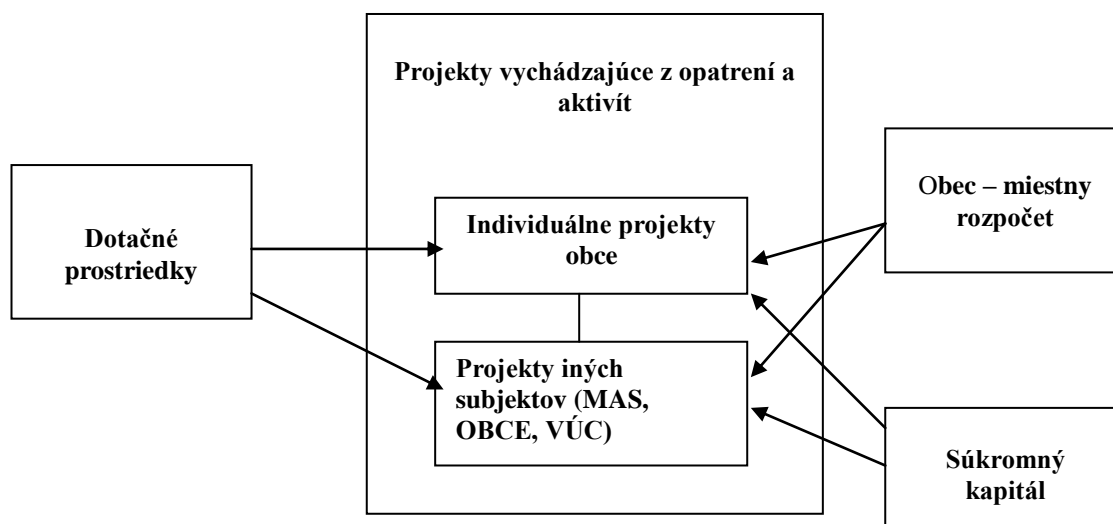 Projekty vychádzajúce z opatrení a
aktivít
Dotačné
prostriedky
Individuálne projekty
obce
Projekty iných
subjektov (MAS,
OBCE, VÚC)
Obec – miestny
rozpočet
Súkromný
kapitál